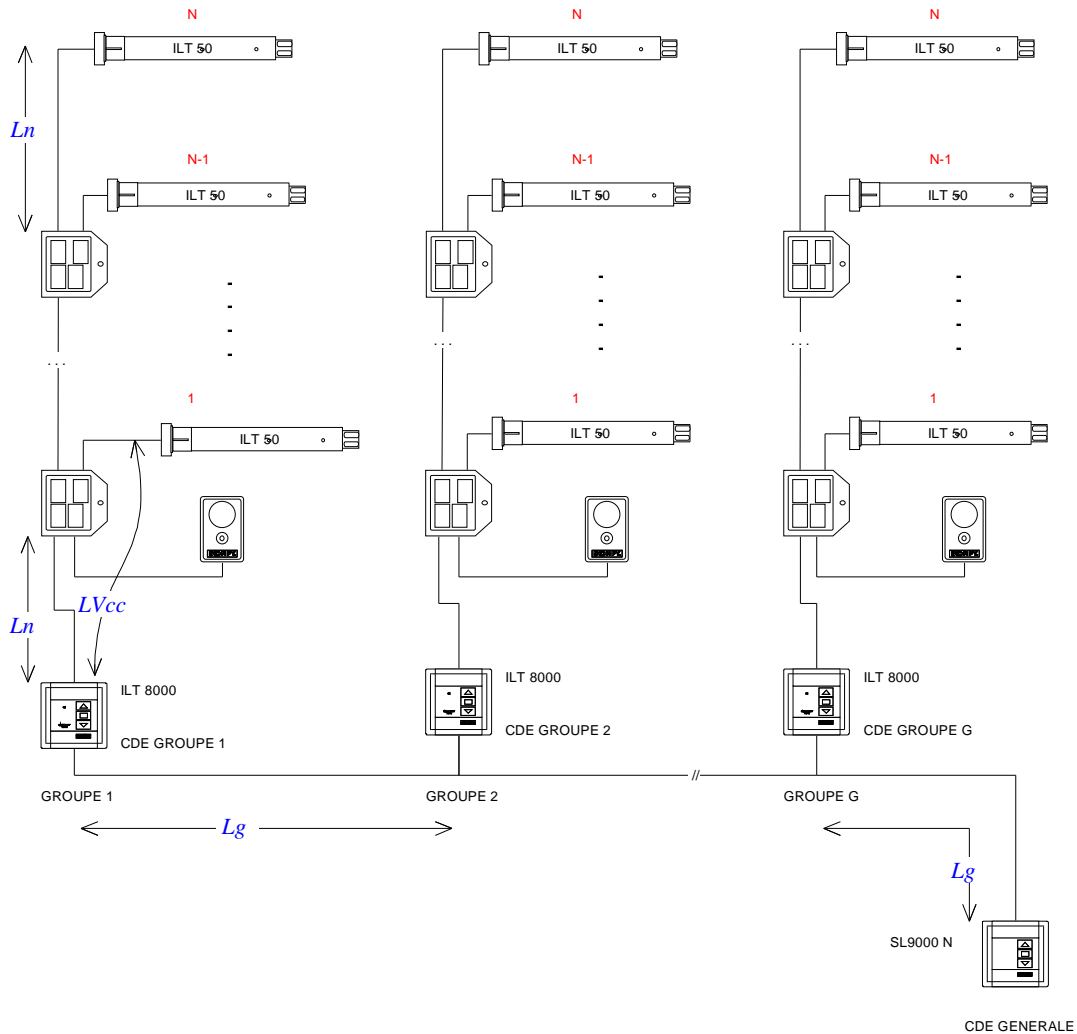 N N N
ILT 50 ILT 50 ILT 50
Ln
N-1 N-1 N-1
ILT 50 ILT 50 ILT 50
... ... ...
1 1 1
ILT 50 ILT 50 ILT 50
LVcc
Ln
ILT 8000 ILT 8000 ILT 8000
CDE GROUPE 1 CDE GROUPE 2 CDE GROUPE G
//
GROUPE 1 GROUPE 2 GROUPE G
Lg
Lg
SL9000 N
CDE GENERALE